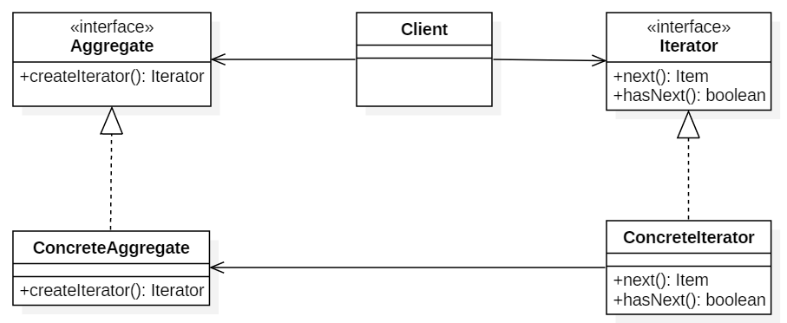 «interface»
Aggregate
+createIterator(): Iterator
Client
«interface»
Iterator
+next(): Item
+hasNext(): boolean
ConcreteAggregate
+createIterator(): Iterator
ConcreteIterator
+next(): Item
+hasNext(): boolean